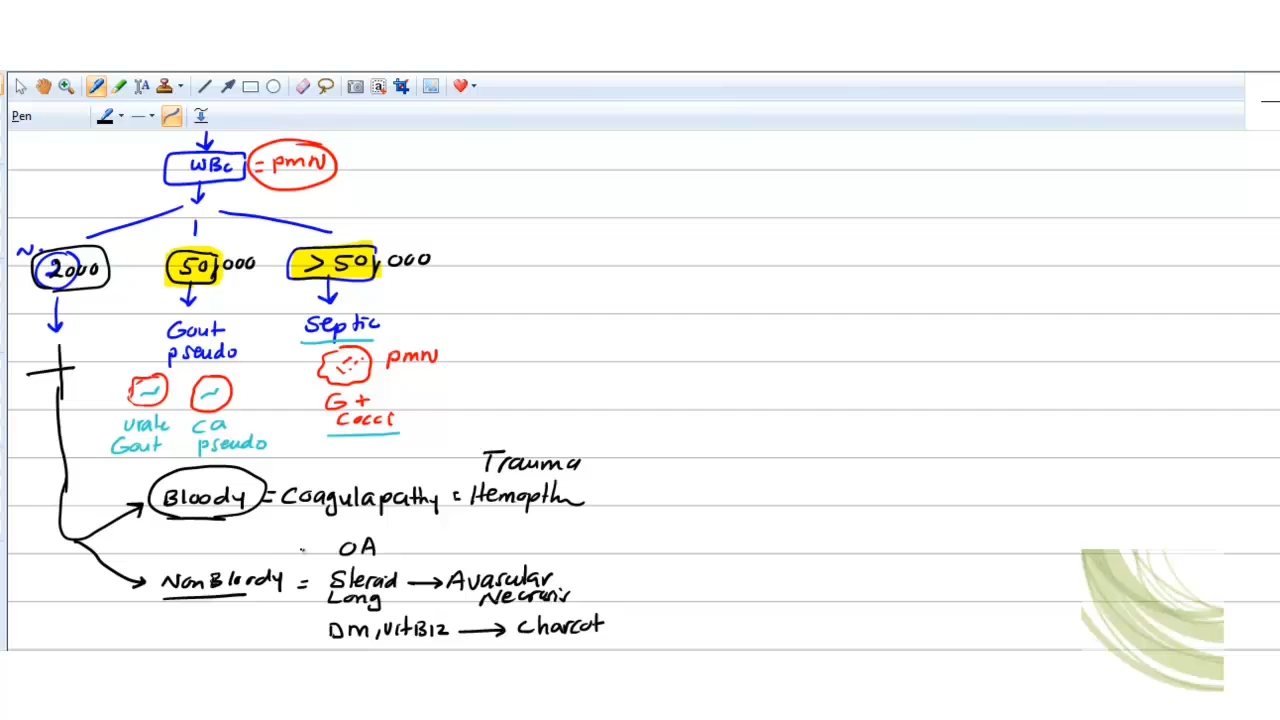 Pen
WBC = PMN
N.
2000 50,000 > 50,000
Gout Septic
pseudo PMN
G +
cocci
urate ca
Gout pseudo
Trauma
Bloody = Coagulapathy =
OA
NonBloody = Steroid → Avascular
Long Necrosis
DM, vitB12 → Charcot